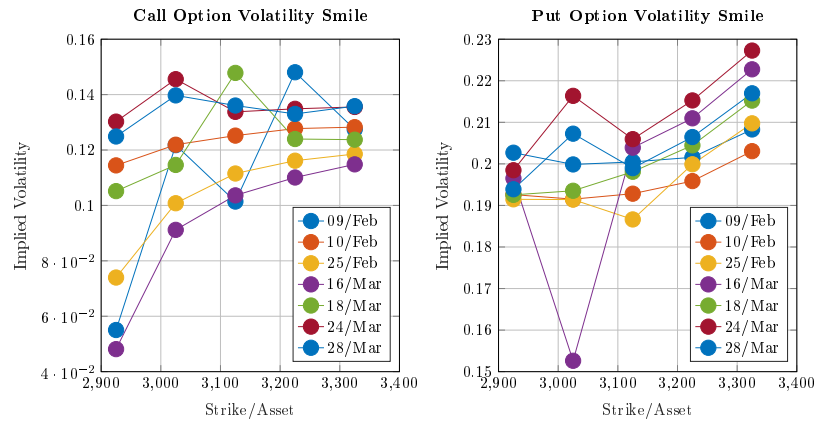 Call Option Volatility Smile
0.16
0.14
0.12
0.1
8 · 10⁻²
6 · 10⁻²
4 · 10⁻²
2,900 3,000 3,100 3,200 3,300 3,400
Implied Volatility
Strike/Asset
09/Feb
10/Feb
25/Feb
16/Mar
18/Mar
24/Mar
28/Mar
Put Option Volatility Smile
0.23
0.22
0.21
0.2
0.19
0.18
0.17
0.16
0.15
2,900 3,000 3,100 3,200 3,300 3,400
Implied Volatility
Strike/Asset
09/Feb
10/Feb
25/Feb
16/Mar
18/Mar
24/Mar
28/Mar